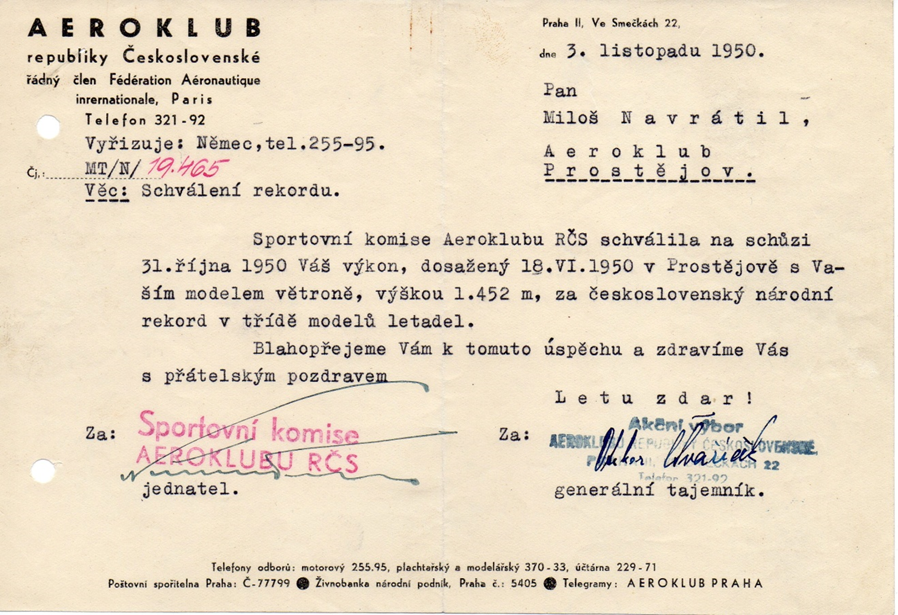 AEROKLUB
republiky Československé
řádný člen Fédération Aéronautique
inrernationale, Paris
Telefon 321-92
Vyřizuje: Němec,tel.255-95.
Čj.: MT/N/ 19.465
Věc: Schválení rekordu.
Praha II, Ve Smečkách 22,
dne 3. listopadu 1950.
Pan
Miloš Navrátil,
Aeroklub
Prostějov.
Sportovní komise Aeroklubu RČS schválila na schůzi
31.října 1950 Váš výkon, dosažený 18.VI.1950 v Prostějově s Va-
ším modelem větroně, výškou 1.452 m, za československý národní
rekord v třídě modelů letadel.
Blahopřejeme Vám k tomuto úspěchu a zdravíme Vás
s přátelským pozdravem
Letu zdar!
Za: Sportovní komise
AEROKLUBU RČS
jednatel.
Za: Akční výbor
AEROKLUBU REPUBLIKY ČESKOSLOVENSKÉ,
SMEČKÁCH 22
Telefon 321-92
generální tajemník.
Telefony odborů: motorový 255.95, plachtařský a modelářský 370-33, účtárna 229-71
Poštovní spořitelna Praha: Č-77799 ● Živnobanka národní podnik, Praha č.: 5405 ● Telegramy: AEROKLUB PRAHA